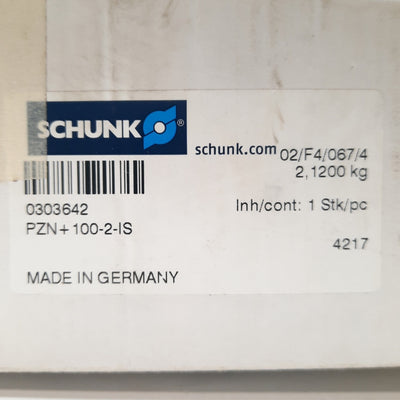 SCHUNK ®
schunk.com 02/F4/067/4
2,1200 kg
0303642 Inh/cont: 1 Stk/pc
PZN+100-2-IS
4217
MADE IN GERMANY